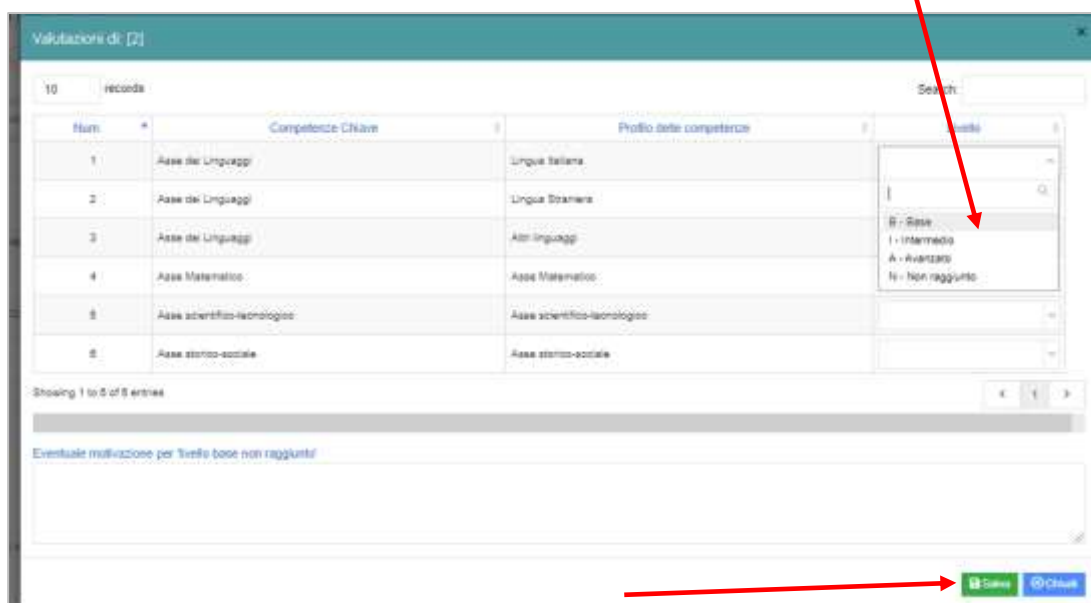 Valutazioni di: [2]
×
10 records
Search:
Num. Competenze Chiave Profilo delle competenze Livello
1 Asse dei Linguaggi Lingua Italiana
2 Asse dei Linguaggi Lingua Straniera
3 Asse dei Linguaggi Altri linguaggi
4 Asse Matematico Asse Matematico
5 Asse scientifico-tecnologico Asse scientifico-tecnologico
6 Asse storico-sociale Asse storico-sociale
B - Base
I - Intermedio
A - Avanzato
N - Non raggiunto
Showing 1 to 6 of 6 entries
< 1 >
Eventuale motivazione per 'livello base non raggiunto'
Salva Chiudi